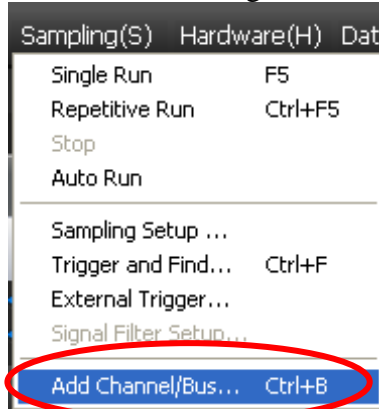 Sampling(S) Hardware(H) Dat
Single Run F5
Repetitive Run Ctrl+F5
Stop
Auto Run
Sampling Setup ...
Trigger and Find... Ctrl+F
External Trigger...
Signal Filter Setup...
Add Channel/Bus... Ctrl+B